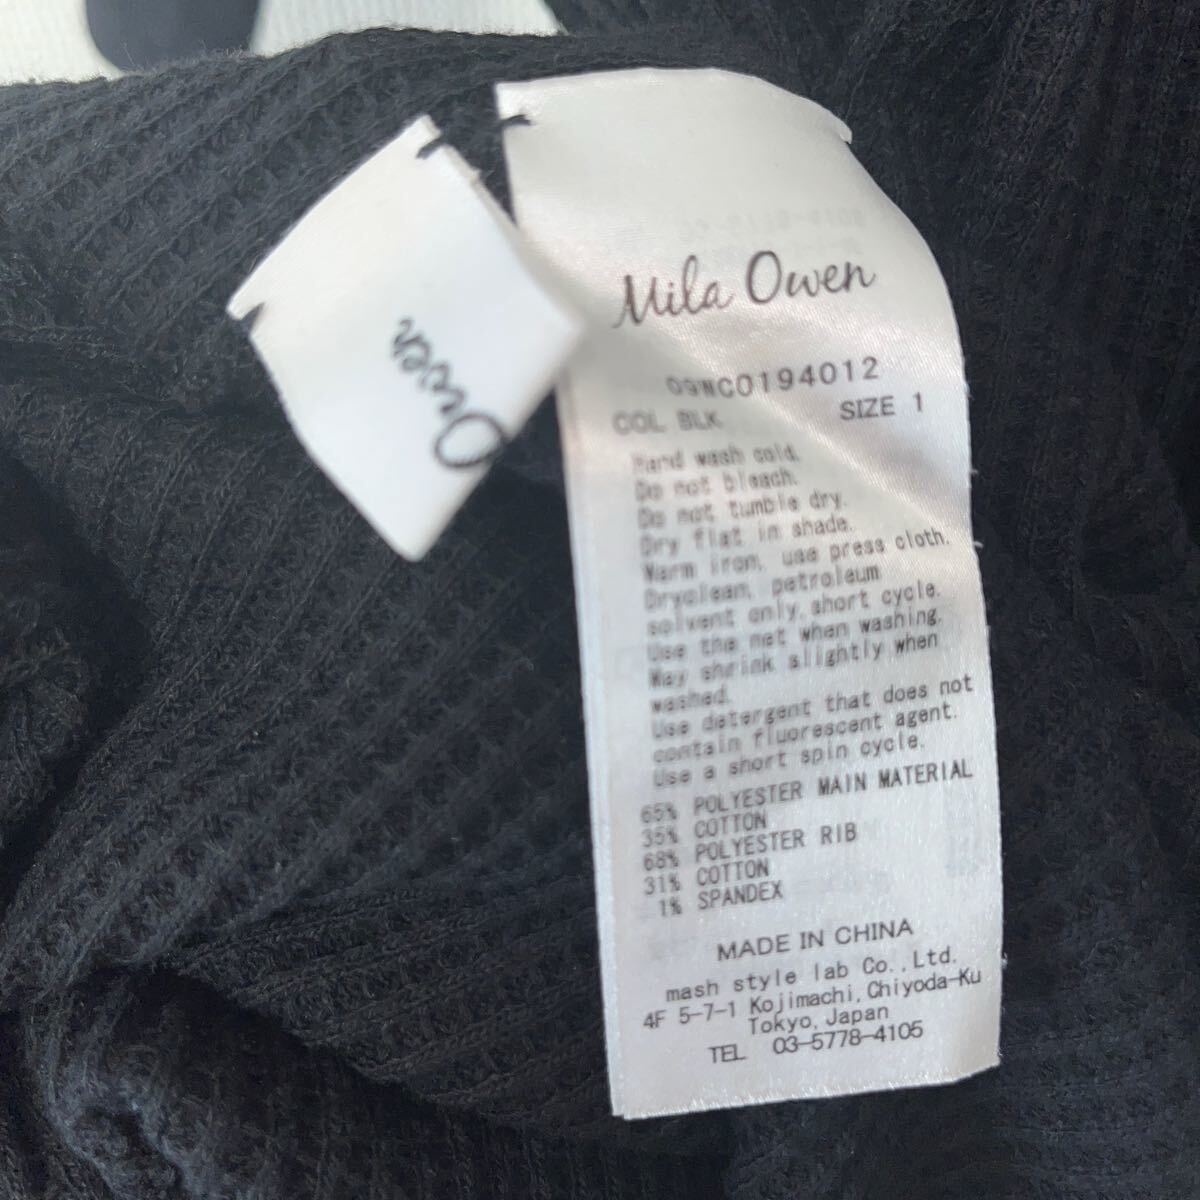 Owen
Mila Owen
09WCO194012
COL BLK SIZE 1
Hand wash cold.
Do not bleach.
Do not tumble dry.
Dry flat in shade.
Warm iron, use press cloth.
Dryclean, petroleum
solvent only, short cycle.
Use the net when washing.
May shrink slightly when
washed.
Use detergent that does not
contain fluorescent agent.
Use a short spin cycle.
65% POLYESTER MAIN MATERIAL
35% COTTON
68% POLYESTER RIB
31% COTTON
1% SPANDEX
MADE IN CHINA
mash style lab Co.,Ltd.
4F 5-7-1 Kojimachi,Chiyoda-Ku
Tokyo,Japan
TEL 03-5778-4105